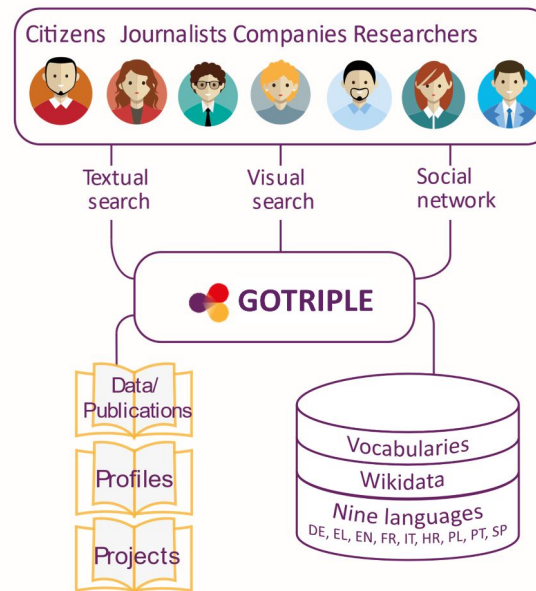 Citizens Journalists Companies Researchers
Textual
search
Visual
search
Social
network
GOTRIPLE
Data/
Publications
Profiles
Projects
Vocabularies
Wikidata
Nine languages
DE, EL, EN, FR, IT, HR, PL, PT, SP